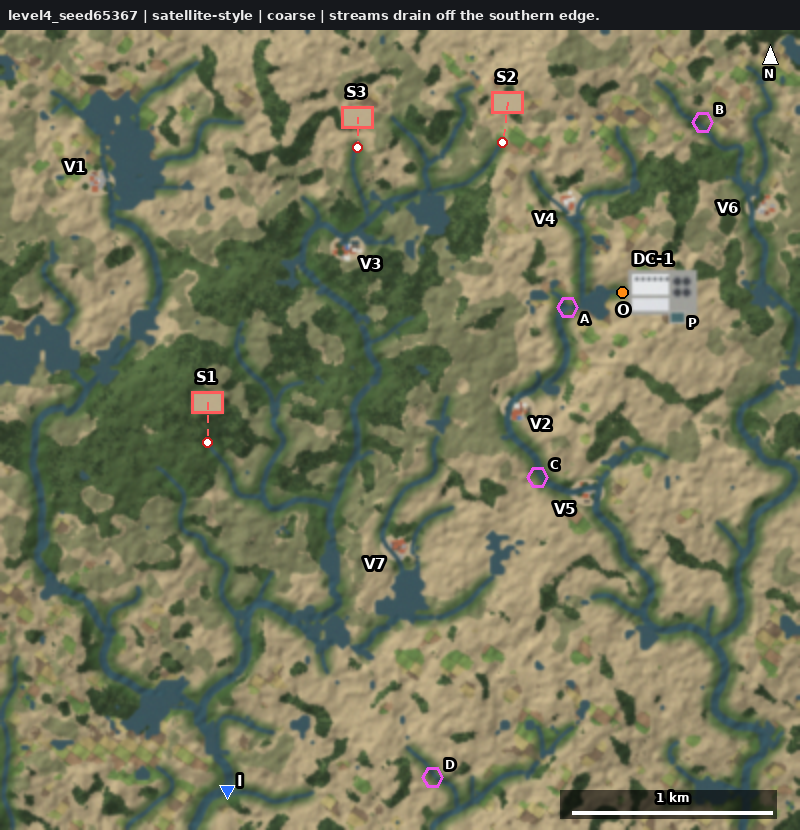 level4_seed65367 | satellite-style | coarse | streams drain off the southern edge.
N
S2
S3
B
V1
V6
V4
V3
DC-1
O
A
P
S1
V2
C
V5
V7
D
I
1 km